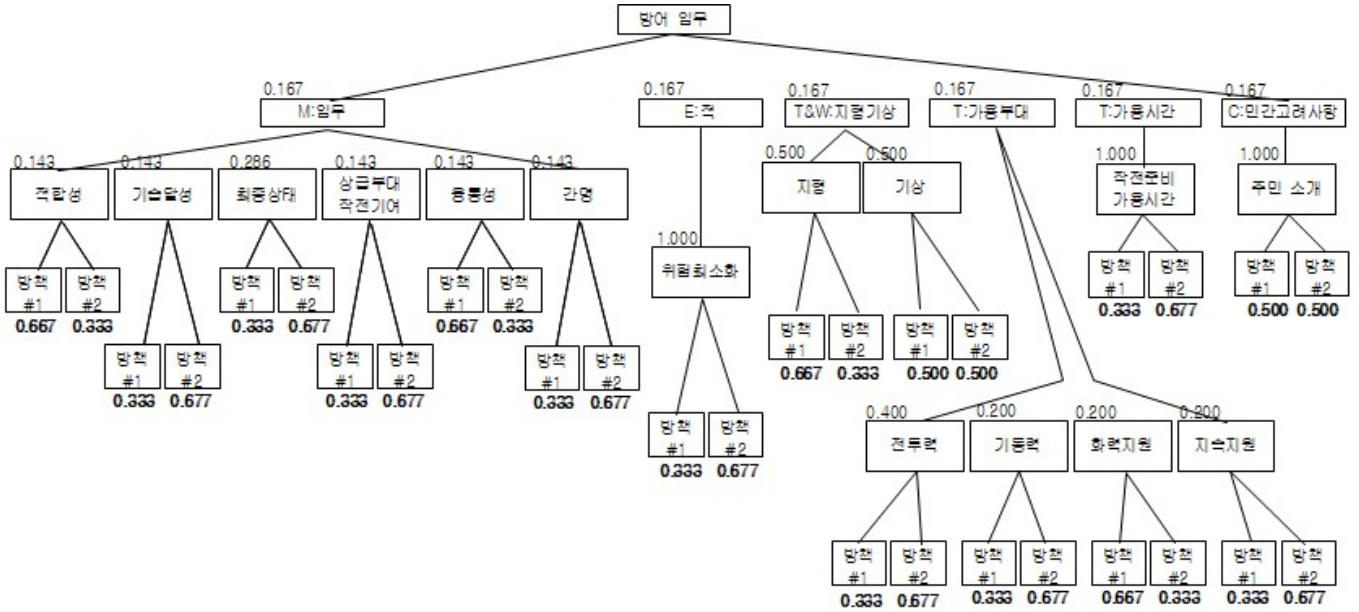 방어 임무
0.167 0.167 0.167 0.167 0.167 0.167
M:임무 E:적 T&W:지형기상 T:가용부대 T:가용시간 C:민간고려사항
0.143 0.143 0.286 0.143 0.143 0.143
적합성 기습달성 최종상태 상급부대 작전기여 융통성 간명
0.500 0.500
지형 기상
1.000 1.000
작전준비 가용시간 주민 소개
1.000
위험최소화
방책 #1 방책 #2 방책 #1 방책 #2 방책 #1 방책 #2
0.667 0.333 0.333 0.677 0.667 0.333
방책 #1 방책 #2 방책 #1 방책 #2
0.333 0.677 0.500 0.500
방책 #1 방책 #2 방책 #1 방책 #2
0.667 0.333 0.500 0.500
방책 #1 방책 #2 방책 #1 방책 #2 방책 #1 방책 #2
0.333 0.677 0.333 0.677 0.333 0.677
방책 #1 방책 #2
0.333 0.677
0.400 0.200 0.200 0.200
전투력 기동력 화력지원 지속지원
방책 #1 방책 #2 방책 #1 방책 #2 방책 #1 방책 #2 방책 #1 방책 #2
0.333 0.677 0.333 0.677 0.667 0.333 0.333 0.677